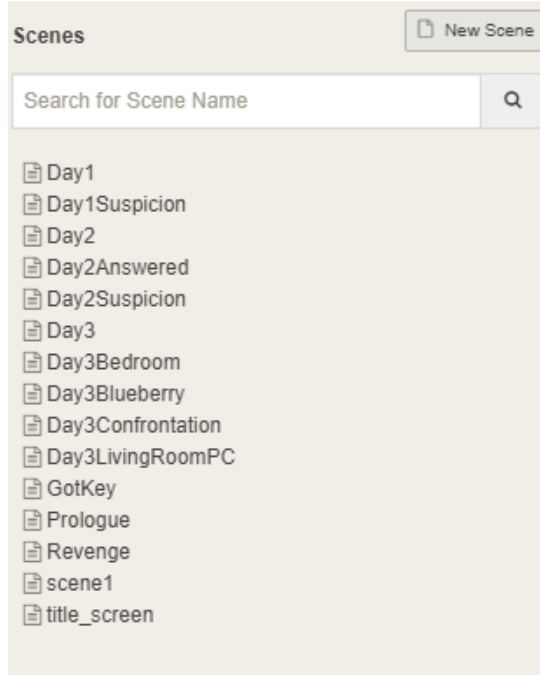 Scenes
New Scene
Search for Scene Name
Day1
Day1Suspicion
Day2
Day2Answered
Day2Suspicion
Day3
Day3Bedroom
Day3Blueberry
Day3Confrontation
Day3LivingRoomPC
GotKey
Prologue
Revenge
scene1
title_screen